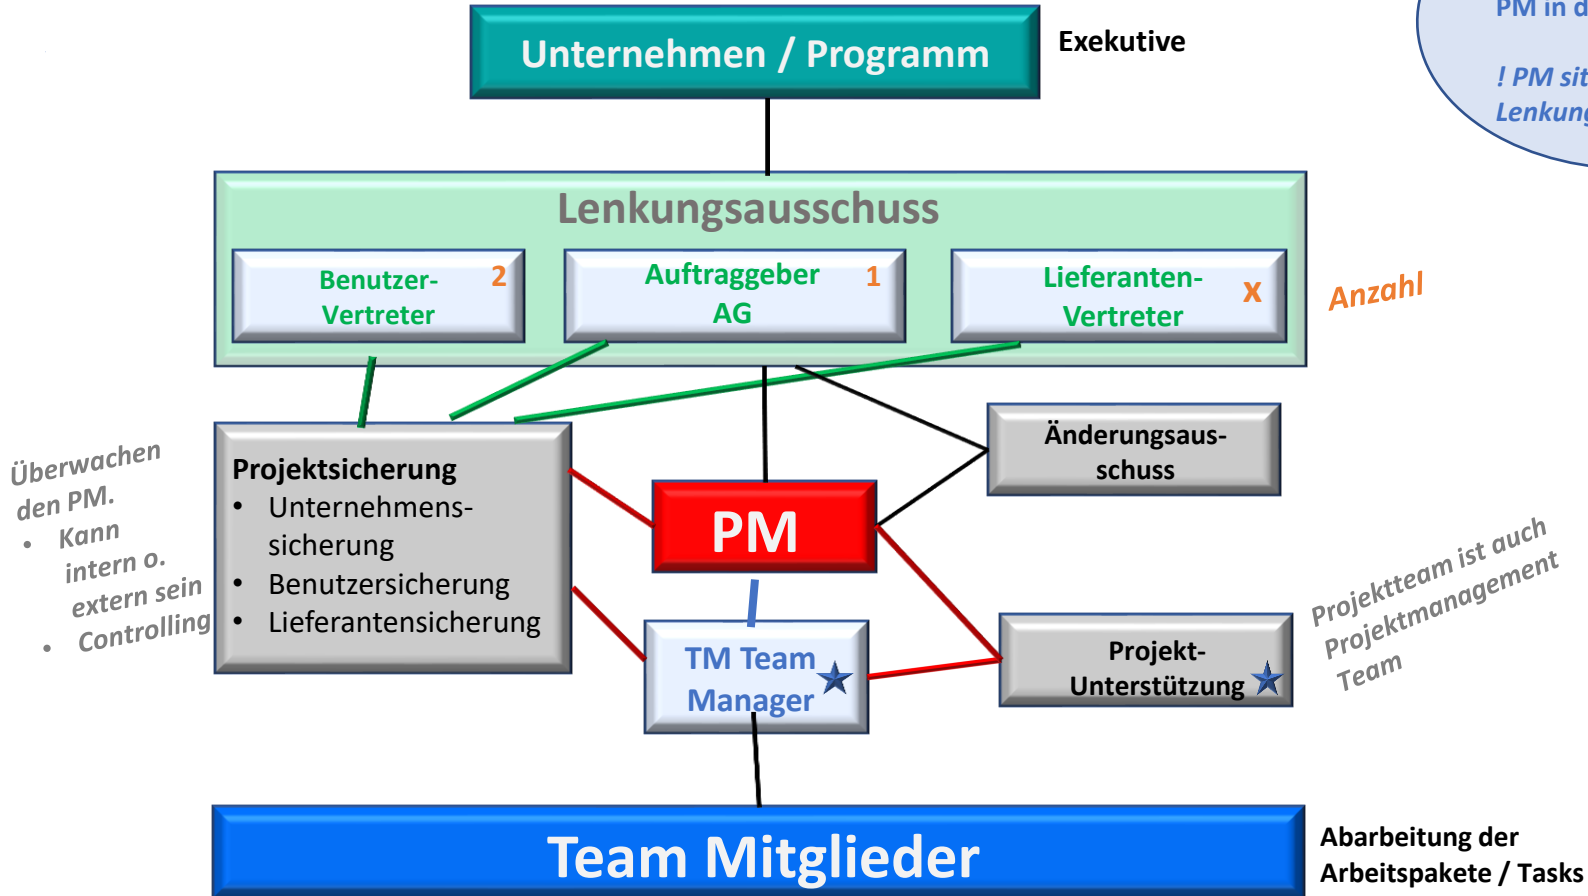 Unternehmen / Programm
Exekutive
PM in d
! PM sit
Lenkung
Lenkungsausschuss
Benutzer-
Vertreter
2
Auftraggeber
AG
1
Lieferanten-
Vertreter
x
Anzahl
Änderungsaus-
schuss
Überwachen
den PM.
• Kann
intern o.
extern sein
• Controlling
Projektsicherung
• Unternehmens-
sicherung
• Benutzersicherung
• Lieferantensicherung
PM
TM Team
Manager
Projekt-
Unterstützung
Projektteam ist auch
Projektmanagement
Team
Team Mitglieder
Abarbeitung der
Arbeitspakete / Tasks